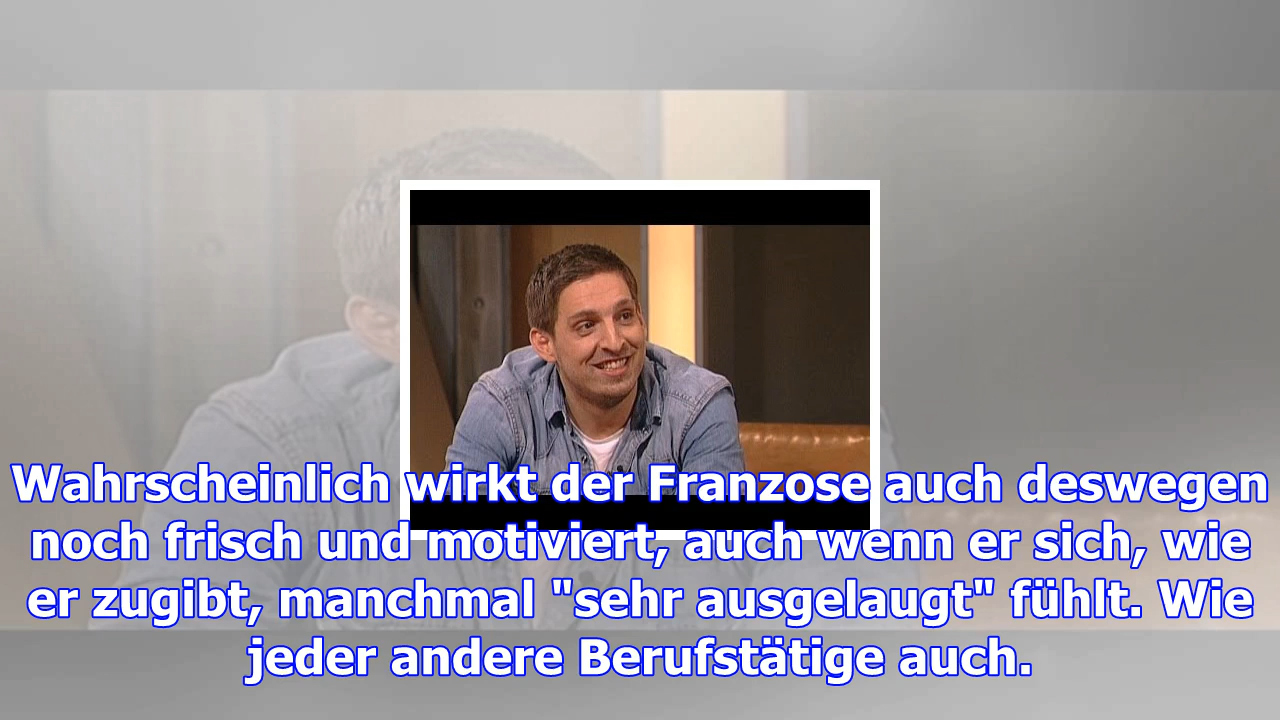 Wahrscheinlich wirkt der Franzose auch deswegen
noch frisch und motiviert, auch wenn er sich, wie
er zugibt, manchmal "sehr ausgelaugt" fühlt. Wie
jeder andere Berufstätige auch.